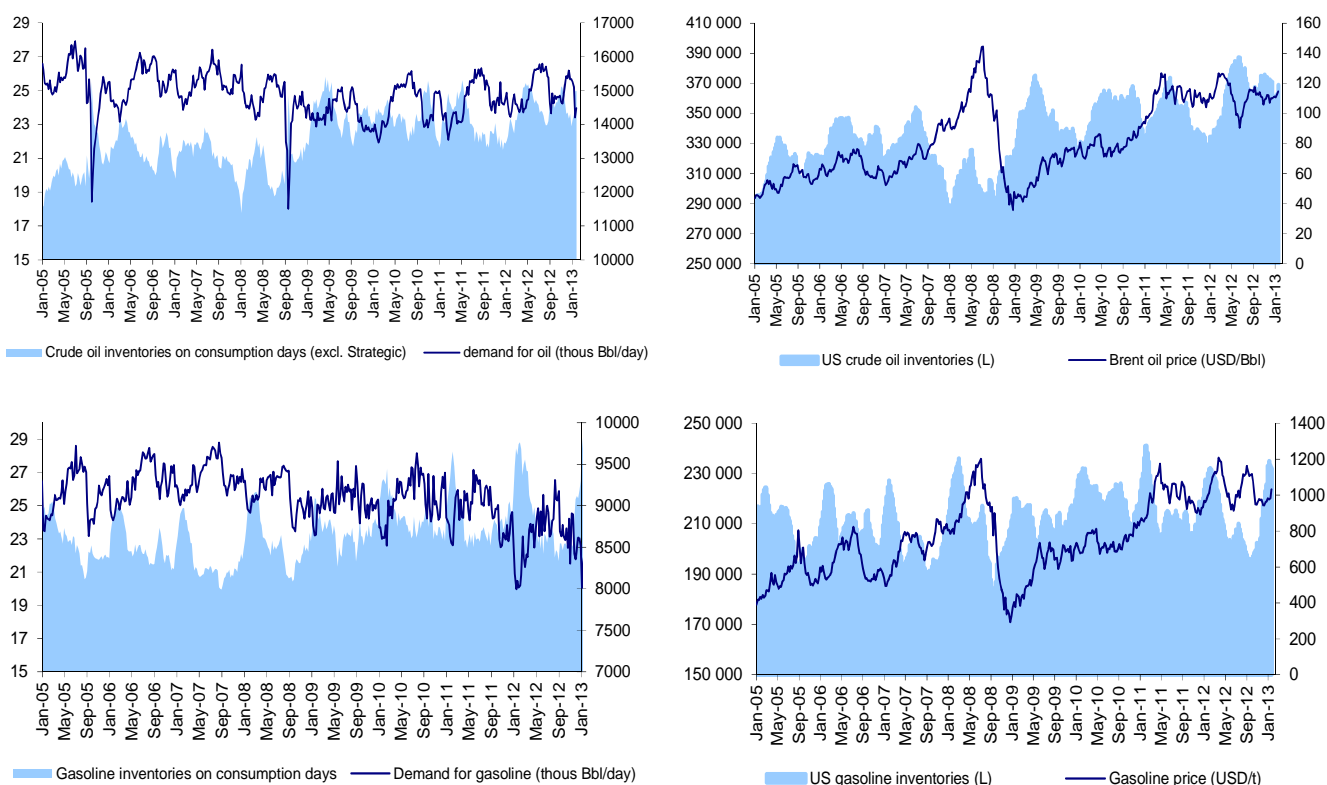 29
27
25
23
21
19
17
15
17000
16000
15000
14000
13000
12000
11000
10000
Jan-05
May-05
Sep-05
Jan-06
May-06
Sep-06
Jan-07
May-07
Sep-07
Jan-08
May-08
Sep-08
Jan-09
May-09
Sep-09
Jan-10
May-10
Sep-10
Jan-11
May-11
Sep-11
Jan-12
May-12
Sep-12
Jan-13
Crude oil inventories on consumption days (excl. Strategic)
demand for oil (thous Bbl/day)
410 000
390 000
370 000
350 000
330 000
310 000
290 000
270 000
250 000
160
140
120
100
80
60
40
20
0
Jan-05
May-05
Sep-05
Jan-06
May-06
Sep-06
Jan-07
May-07
Sep-07
Jan-08
May-08
Sep-08
Jan-09
May-09
Sep-09
Jan-10
May-10
Sep-10
Jan-11
May-11
Sep-11
Jan-12
May-12
Sep-12
Jan-13
US crude oil inventories (L)
Brent oil price (USD/Bbl)
29
27
25
23
21
19
17
15
10000
9500
9000
8500
8000
7500
7000
Jan-05
May-05
Sep-05
Jan-06
May-06
Sep-06
Jan-07
May-07
Sep-07
Jan-08
May-08
Sep-08
Jan-09
May-09
Sep-09
Jan-10
May-10
Sep-10
Jan-11
May-11
Sep-11
Jan-12
May-12
Sep-12
Jan-13
Gasoline inventories on consumption days
Demand for gasoline (thous Bbl/day)
250 000
230 000
210 000
190 000
170 000
150 000
1400
1200
1000
800
600
400
200
0
Jan-05
May-05
Sep-05
Jan-06
May-06
Sep-06
Jan-07
May-07
Sep-07
Jan-08
May-08
Sep-08
Jan-09
May-09
Sep-09
Jan-10
May-10
Sep-10
Jan-11
May-11
Sep-11
Jan-12
May-12
Sep-12
Jan-13
US gasoline inventories (L)
Gasoline price (USD/t)